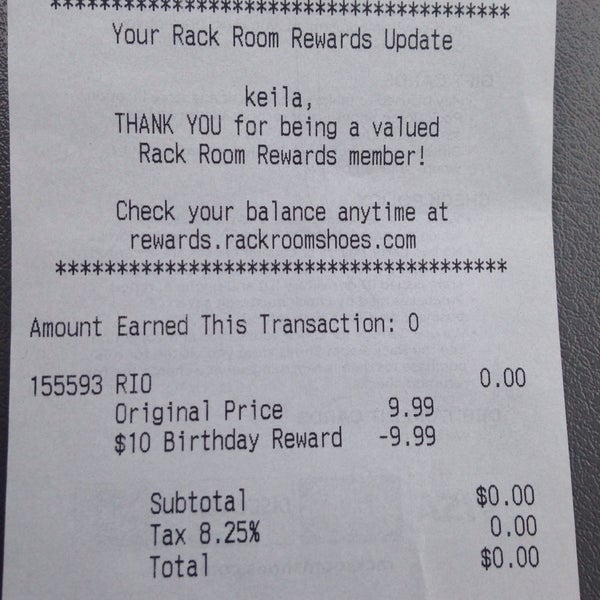 ****************************************
Your Rack Room Rewards Update
keila,
THANK YOU for being a valued
Rack Room Rewards member!
Check your balance anytime at
rewards.rackroomshoes.com
****************************************
Amount Earned This Transaction: 0
155593 RIO 0.00
Original Price 9.99
$10 Birthday Reward -9.99
Subtotal $0.00
Tax 8.25% 0.00
Total $0.00